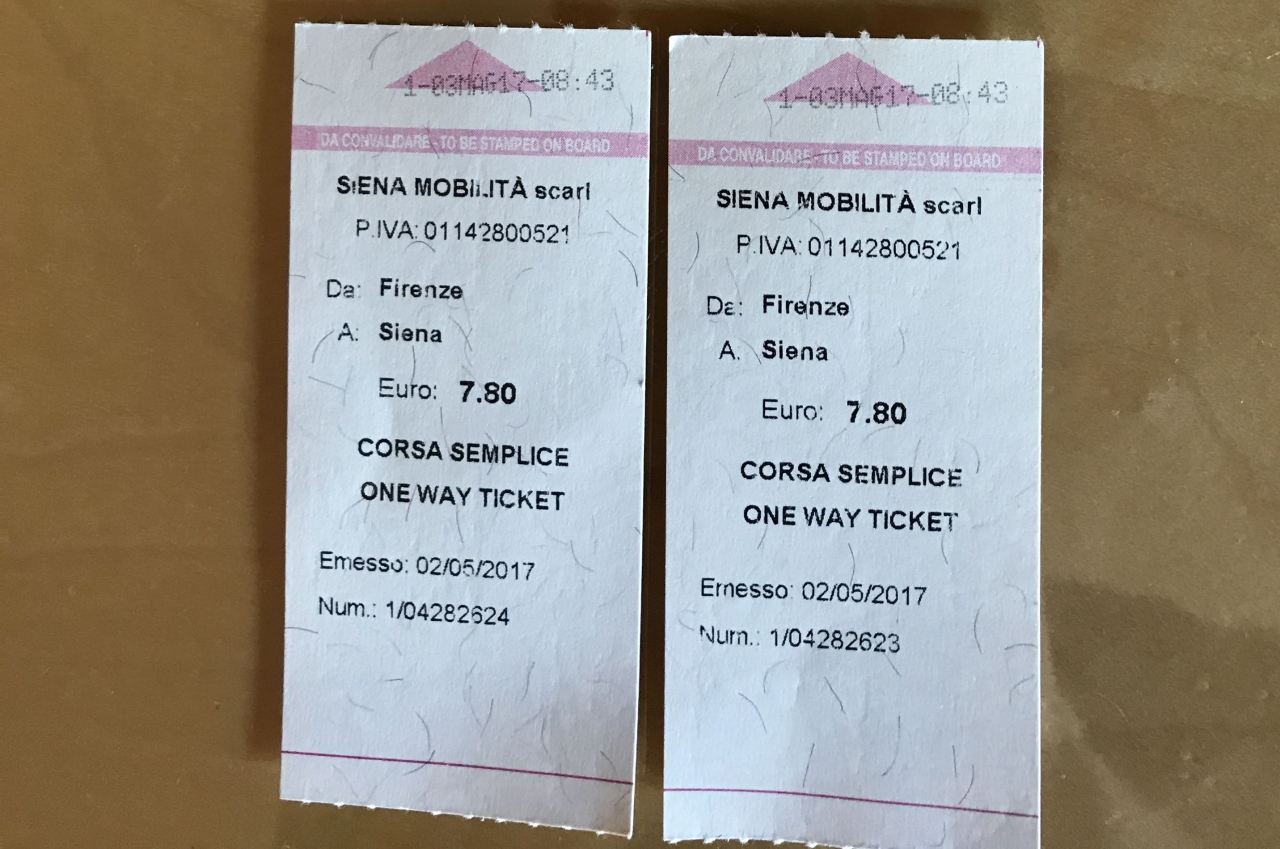 1-03MAG17-08:43
DA CONVALIDARE - TO BE STAMPED ON BOARD
SIENA MOBILITÀ scarl
P.IVA: 01142800521
Da: Firenze
A: Siena
Euro: 7.80
CORSA SEMPLICE
ONE WAY TICKET
Emesso: 02/05/2017
Num.: 1/04282624
1-03MAG17-08:43
DA CONVALIDARE - TO BE STAMPED ON BOARD
SIENA MOBILITÀ scarl
P.IVA: 01142800521
Da: Firenze
A: Siena
Euro: 7.80
CORSA SEMPLICE
ONE WAY TICKET
Emesso: 02/05/2017
Num.: 1/04282623